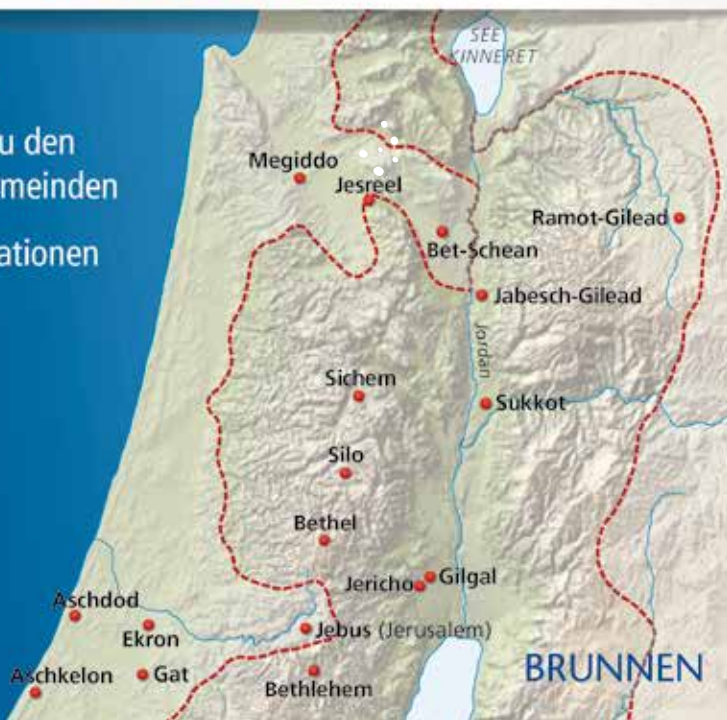 SEE
KINNERET
u den
meinden
ationen
Megiddo
Jesreel
Ramot-Gilead
Bet-Schean
Jabesch-Gilead
Jordan
Sichem
Sukkot
Silo
Bethel
Jericho
Gilgal
Aschdod
Ekron
Jebus (Jerusalem)
Aschkelon
Gat
Bethlehem
BRUNNEN